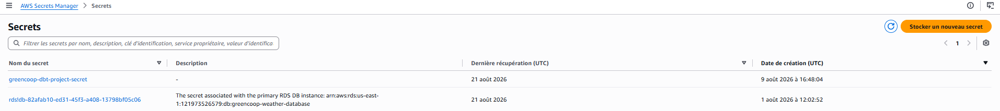 AWS Secrets Manager > Secrets
Secrets
Stocker un nouveau secret
Filtrer les secrets par nom, description, clé d'identification, service propriétaire, valeur d'identifica
1
Nom du secret Description Dernière récupération (UTC) Date de création (UTC)
greencoop-dbt-project-secret - 21 août 2026 9 août 2026 à 16:48:04
rds!db-82afab10-ed31-45f3-a408-13798bf05c06 The secret associated with the primary RDS DB instance: arn:aws:rds:us-east- 21 août 2026 1 août 2026 à 12:02:52
1:121973526579:db:greencoop-weather-database